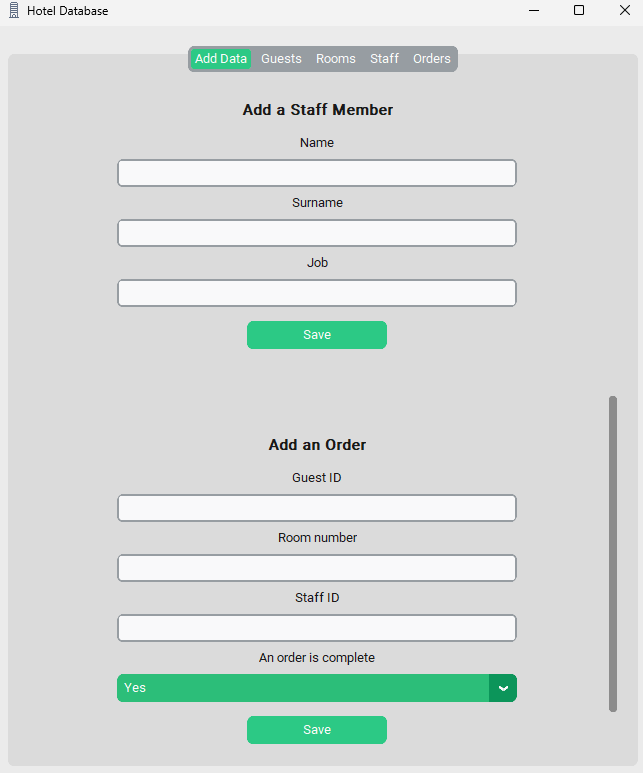 Hotel Database
Add Data Guests Rooms Staff Orders
Add a Staff Member
Name
Surname
Job
Save
Add an Order
Guest ID
Room number
Staff ID
An order is complete
Yes
Save